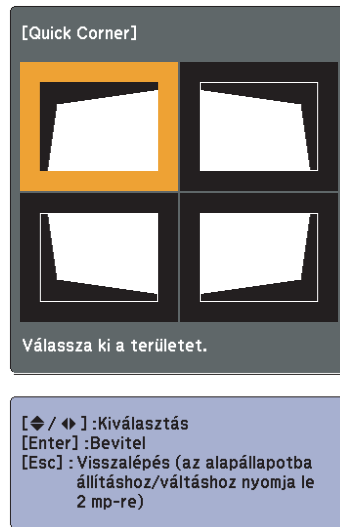 [Quick Corner]
Válassza ki a területet.
[◆/◆] :Kiválasztás
[Enter] :Bevitel
[Esc] : Visszalépés (az alapállapotba
állításhoz/váltáshoz nyomja le
2 mp-re)